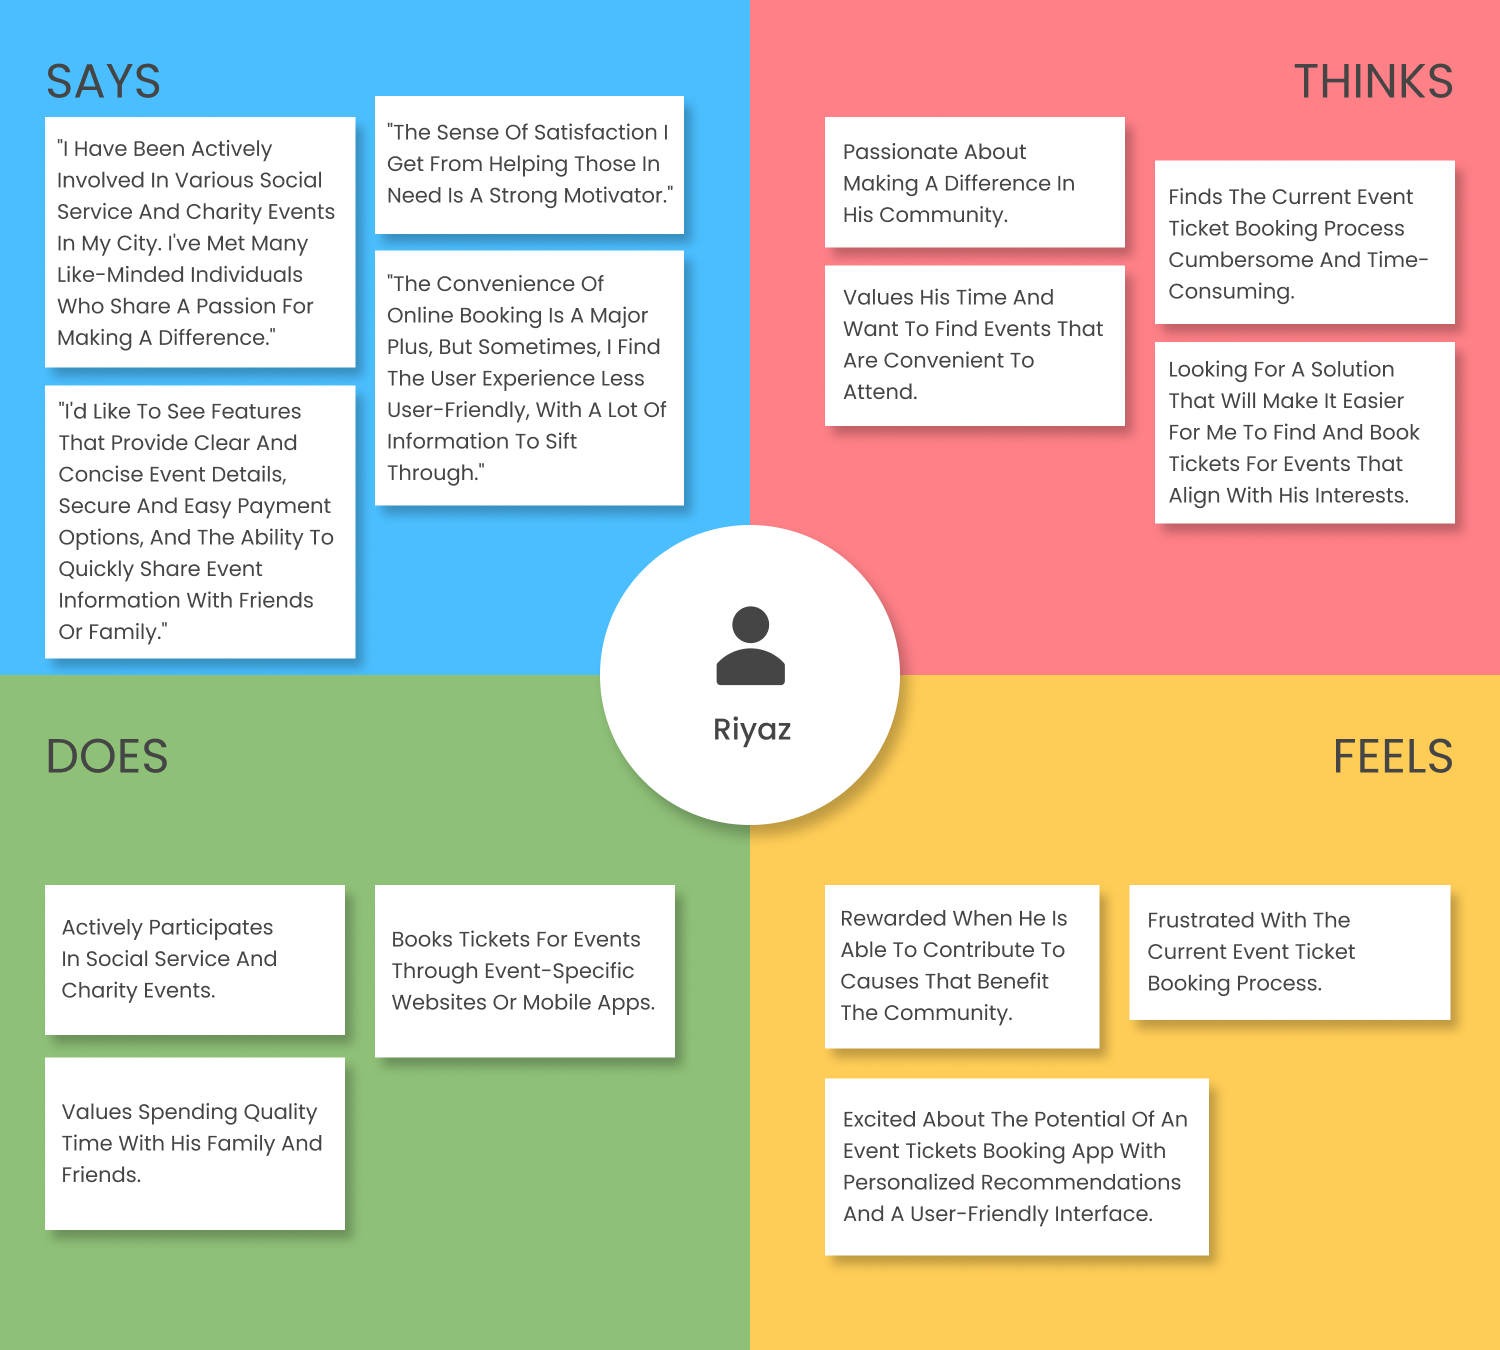 SAYS
"I Have Been Actively
Involved In Various Social
Service And Charity Events
In My City. I've Met Many
Like-Minded Individuals
Who Share A Passion For
Making A Difference."
"I'd Like To See Features
That Provide Clear And
Concise Event Details,
Secure And Easy Payment
Options, And The Ability To
Quickly Share Event
Information With Friends
Or Family."
"The Sense Of Satisfaction I
Get From Helping Those In
Need Is A Strong Motivator."
"The Convenience Of
Online Booking Is A Major
Plus, But Sometimes, I Find
The User Experience Less
User-Friendly, With A Lot Of
Information To Sift
Through."
THINKS
Passionate About
Making A Difference In
His Community.
Values His Time And
Want To Find Events That
Are Convenient To
Attend.
Finds The Current Event
Ticket Booking Process
Cumbersome And Time-
Consuming.
Looking For A Solution
That Will Make It Easier
For Me To Find And Book
Tickets For Events That
Align With His Interests.
Riyaz
DOES
Actively Participates
In Social Service And
Charity Events.
Values Spending Quality
Time With His Family And
Friends.
Books Tickets For Events
Through Event-Specific
Websites Or Mobile Apps.
FEELS
Rewarded When He Is
Able To Contribute To
Causes That Benefit
The Community.
Frustrated With The
Current Event Ticket
Booking Process.
Excited About The Potential Of An
Event Tickets Booking App With
Personalized Recommendations
And A User-Friendly Interface.